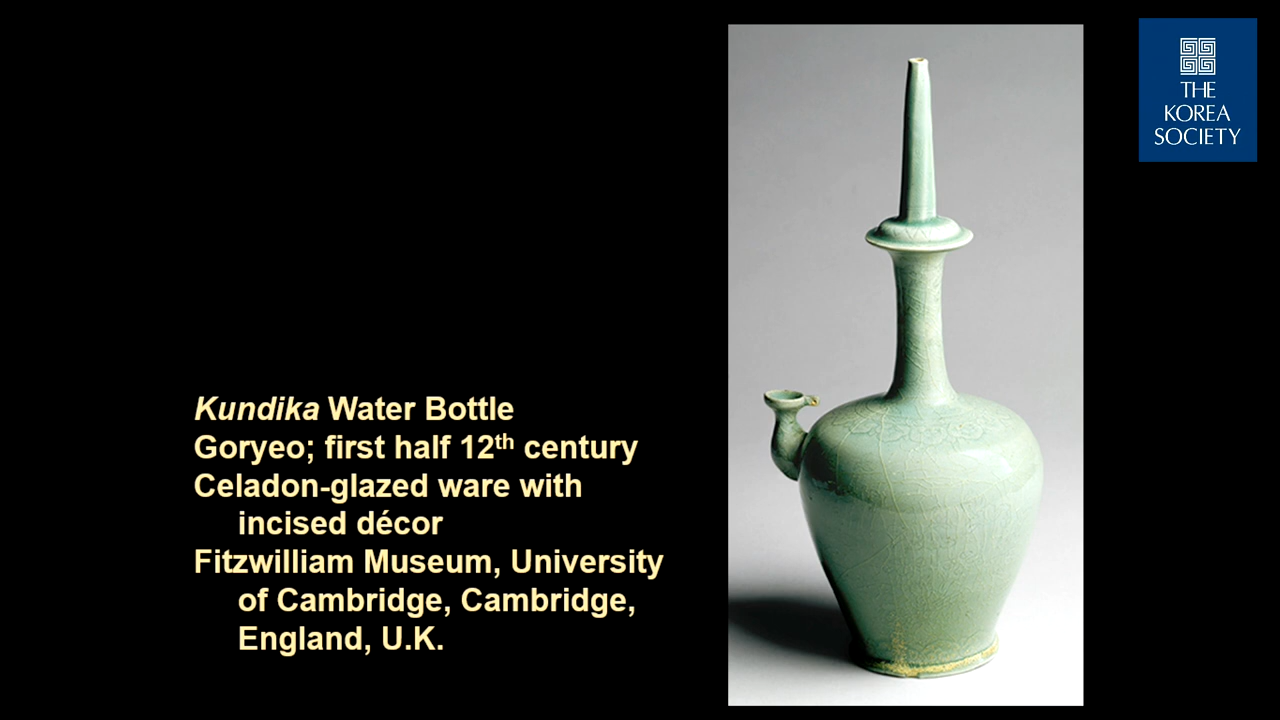 Kundika Water Bottle
Goryeo; first half 12th century
Celadon-glazed ware with
incised décor
Fitzwilliam Museum, University
of Cambridge, Cambridge,
England, U.K.
THE
KOREA
SOCIETY